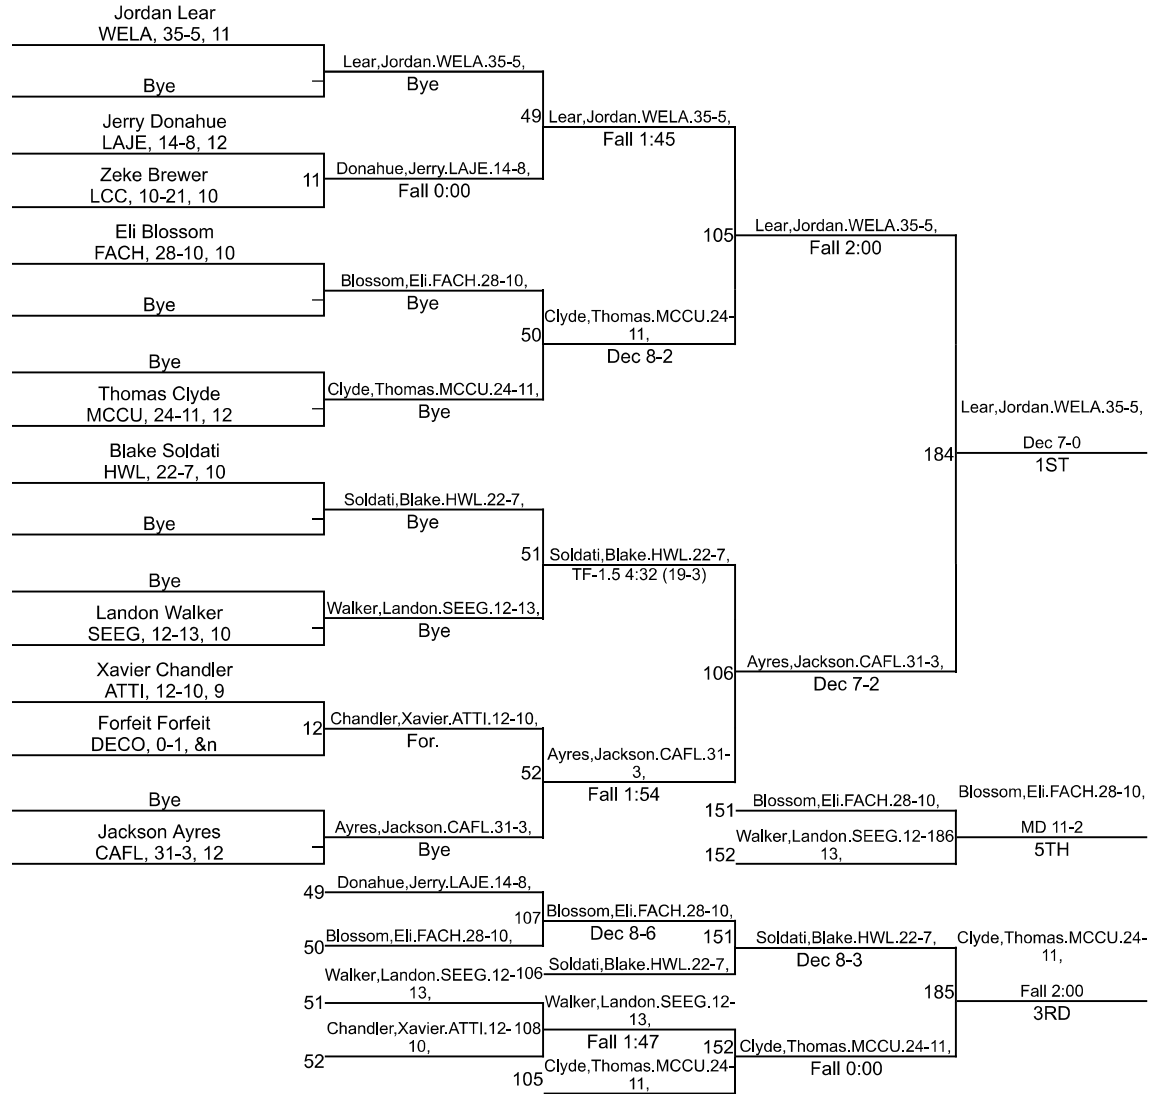 Jordan Lear
WELA, 35-5, 11
Lear,Jordan.WELA.35-5,
Bye
Bye
49
Lear,Jordan.WELA.35-5,
Fall 1:45
Jerry Donahue
LAJE, 14-8, 12
Zeke Brewer
LCC, 10-21, 10
11
Donahue,Jerry.LAJE.14-8,
Fall 0:00
105
Lear,Jordan.WELA.35-5,
Fall 2:00
Eli Blossom
FACH, 28-10, 10
Bye
Blossom,Eli.FACH.28-10,
Bye
50
Clyde,Thomas.MCCU.24-
11,
Dec 8-2
Bye
Thomas Clyde
MCCU, 24-11, 12
Clyde,Thomas.MCCU.24-11,
Bye
184
Lear,Jordan.WELA.35-5,
Dec 7-0
1ST
Blake Soldati
HWL, 22-7, 10
Bye
Soldati,Blake.HWL.22-7,
Bye
51
Soldati,Blake.HWL.22-7,
TF-1.5 4:32 (19-3)
Bye
Landon Walker
SEEG, 12-13, 10
Walker,Landon.SEEG.12-13,
Bye
106
Ayres,Jackson.CAFL.31-3,
Dec 7-2
Xavier Chandler
ATTI, 12-10, 9
Forfeit Forfeit
DECO, 0-1, &n
12
Chandler,Xavier.ATTI.12-10,
For.
52
Ayres,Jackson.CAFL.31-
3,
Fall 1:54
Bye
Jackson Ayres
CAFL, 31-3, 12
Ayres,Jackson.CAFL.31-3,
Bye
151
Blossom,Eli.FACH.28-10,
152
Walker,Landon.SEEG.12-
13,
186
Blossom,Eli.FACH.28-10,
MD 11-2
5TH
49
Donahue,Jerry.LAJE.14-8,
50
Blossom,Eli.FACH.28-10,
107
Blossom,Eli.FACH.28-10,
Dec 8-6
106
Soldati,Blake.HWL.22-7,
151
Soldati,Blake.HWL.22-7,
Dec 8-3
51
Walker,Landon.SEEG.12-
13,
52
Chandler,Xavier.ATTI.12-
10,
108
Walker,Landon.SEEG.12-
13,
Fall 1:47
105
Clyde,Thomas.MCCU.24-
11,
152
Clyde,Thomas.MCCU.24-11,
Fall 0:00
185
Clyde,Thomas.MCCU.24-
11,
Fall 2:00
3RD